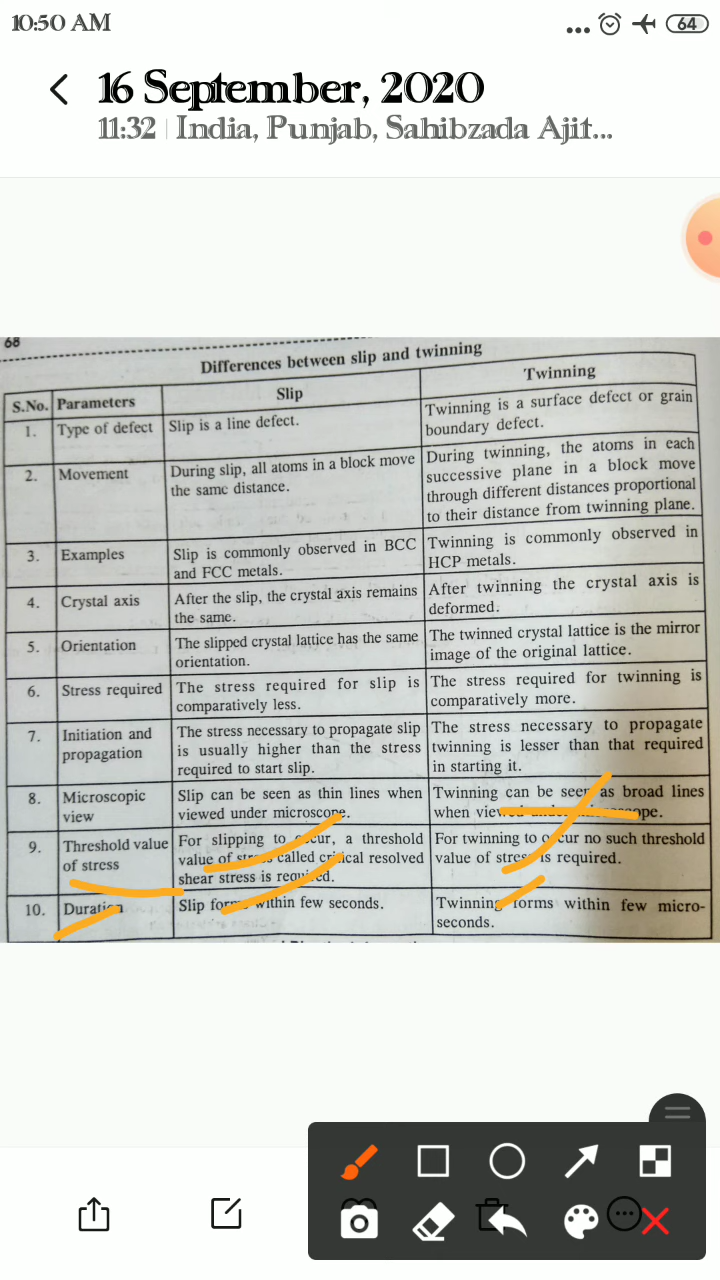 10:50 AM
64
16 September, 2020
11:32 | India, Punjab, Sahibzada Ajit...
68
Differences between slip and twinning
S.No. Parameters Slip Twinning
1. Type of defect Slip is a line defect. Twinning is a surface defect or grain
boundary defect.
2. Movement During slip, all atoms in a block move During twinning, the atoms in each
the same distance. successive plane in a block move
through different distances proportional
to their distance from twinning plane.
3. Examples Slip is commonly observed in BCC Twinning is commonly observed in
and FCC metals. HCP metals.
4. Crystal axis After the slip, the crystal axis remains After twinning the crystal axis is
the same. deformed.
5. Orientation The slipped crystal lattice has the same The twinned crystal lattice is the mirror
orientation. image of the original lattice.
6. Stress required The stress required for slip is The stress required for twinning is
comparatively less. comparatively more.
7. Initiation and The stress necessary to propagate slip The stress necessary to propagate
propagation is usually higher than the stress twinning is lesser than that required
required to start slip. in starting it.
8. Microscopic Slip can be seen as thin lines when Twinning can be seen as broad lines
view viewed under microscope. when viewed under microscope.
9. Threshold value For slipping to occur, a threshold For twinning to occur no such threshold
of stress value of stress called critical resolved value of stress is required.
shear stress is required.
10. Duration Slip forms within few seconds. Twinning forms within few micro-
seconds.